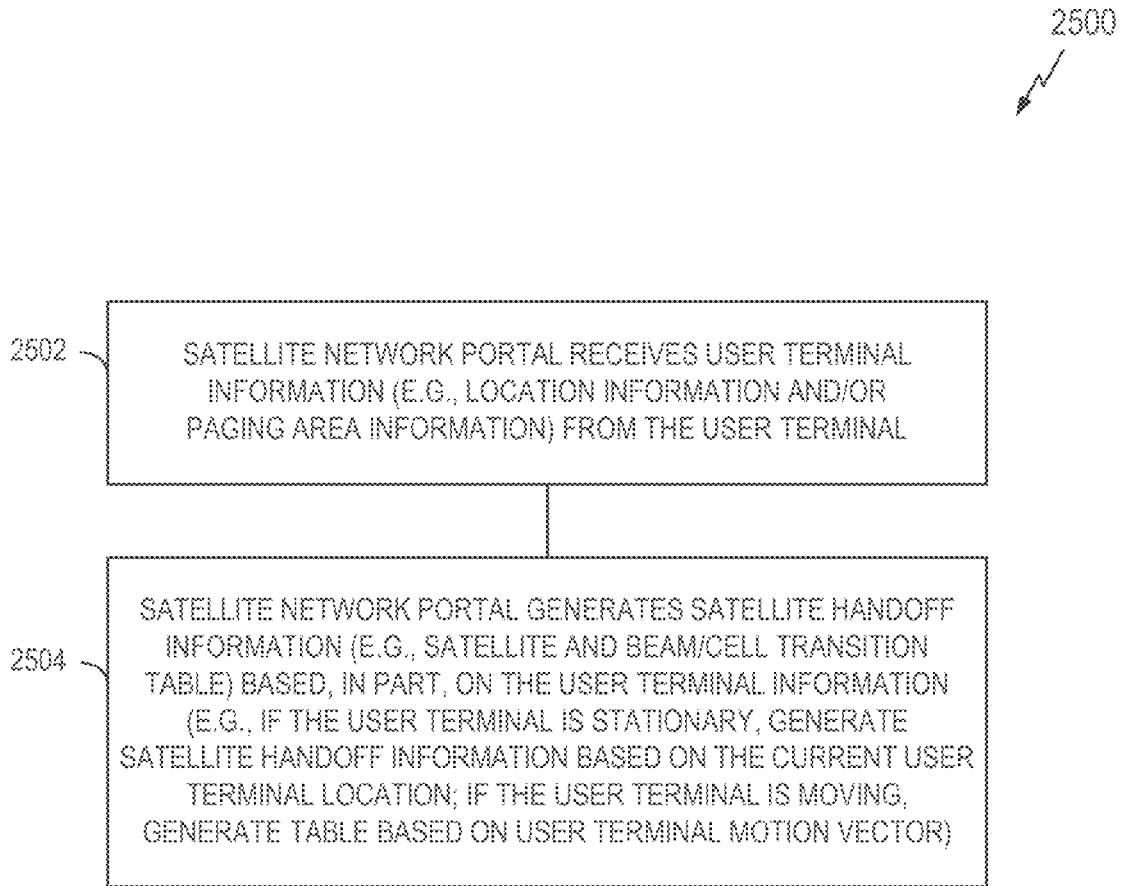 2500
2502
SATELLITE NETWORK PORTAL RECEIVES USER TERMINAL
INFORMATION (E.G., LOCATION INFORMATION AND/OR
PAGING AREA INFORMATION) FROM THE USER TERMINAL
2504
SATELLITE NETWORK PORTAL GENERATES SATELLITE HANDOFF
INFORMATION (E.G., SATELLITE AND BEAM/CELL TRANSITION
TABLE) BASED, IN PART, ON THE USER TERMINAL INFORMATION
(E.G., IF THE USER TERMINAL IS STATIONARY, GENERATE
SATELLITE HANDOFF INFORMATION BASED ON THE CURRENT USER
TERMINAL LOCATION; IF THE USER TERMINAL IS MOVING,
GENERATE TABLE BASED ON USER TERMINAL MOTION VECTOR)